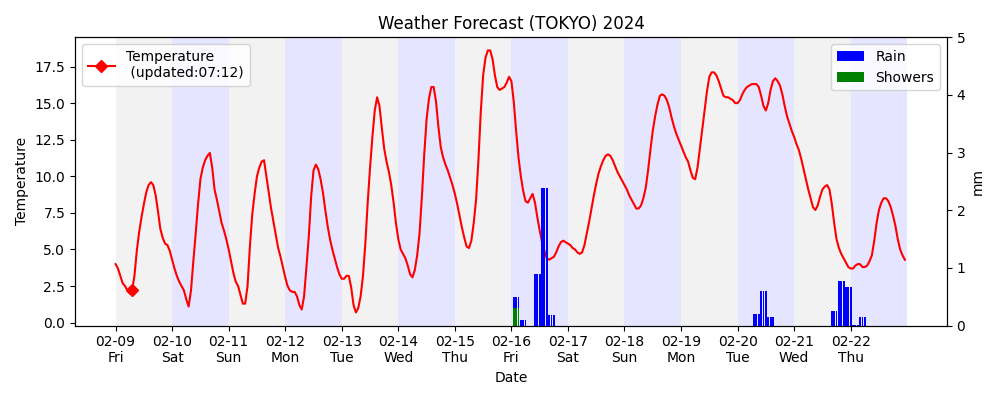 Weather Forecast (TOKYO) 2024
Temperature
(updated:07:12)
Rain
Showers
Temperature
17.5
15.0
12.5
10.0
7.5
5.0
2.5
0.0
5
4
3
2
1
0
mm
02-09 02-10 02-11 02-12 02-13 02-14 02-15 02-16 02-17 02-18 02-19 02-20 02-21 02-22
Fri Sat Sun Mon Tue Wed Thu Fri Sat Sun Mon Tue Wed Thu
Date